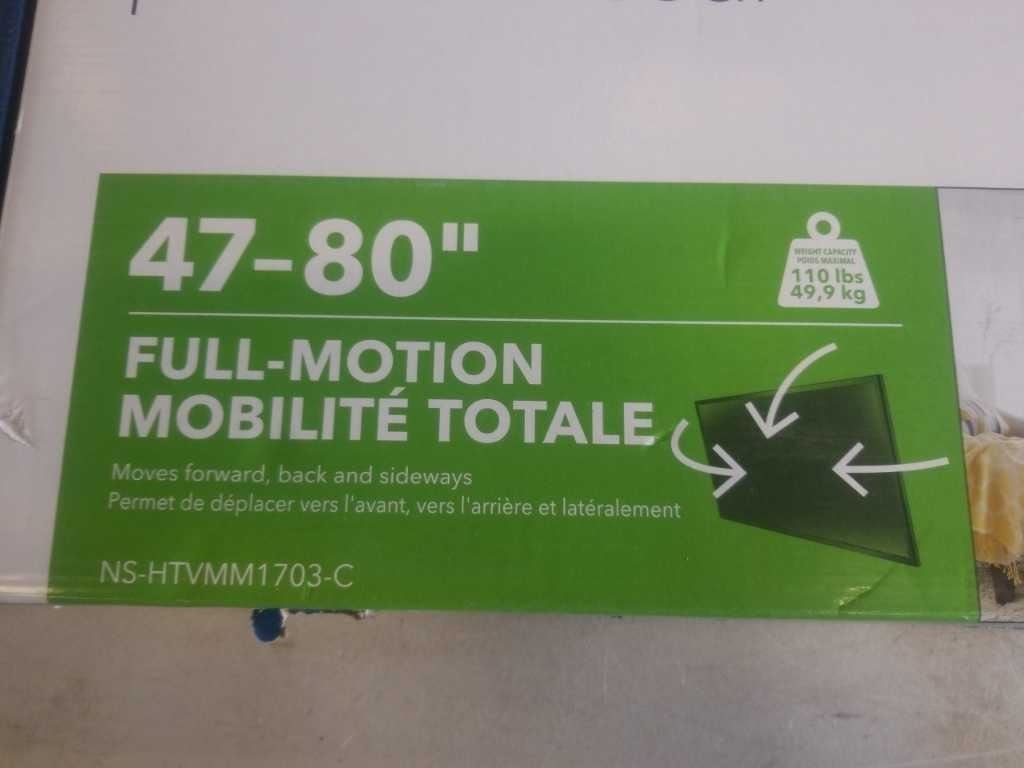 47-80"
WEIGHT CAPACITY
POIDS MAXIMAL
110 lbs
49,9 kg
FULL-MOTION
MOBILITÉ TOTALE
Moves forward, back and sideways
Permet de déplacer vers l'avant, vers l'arrière et latéralement
NS-HTVMM1703-C